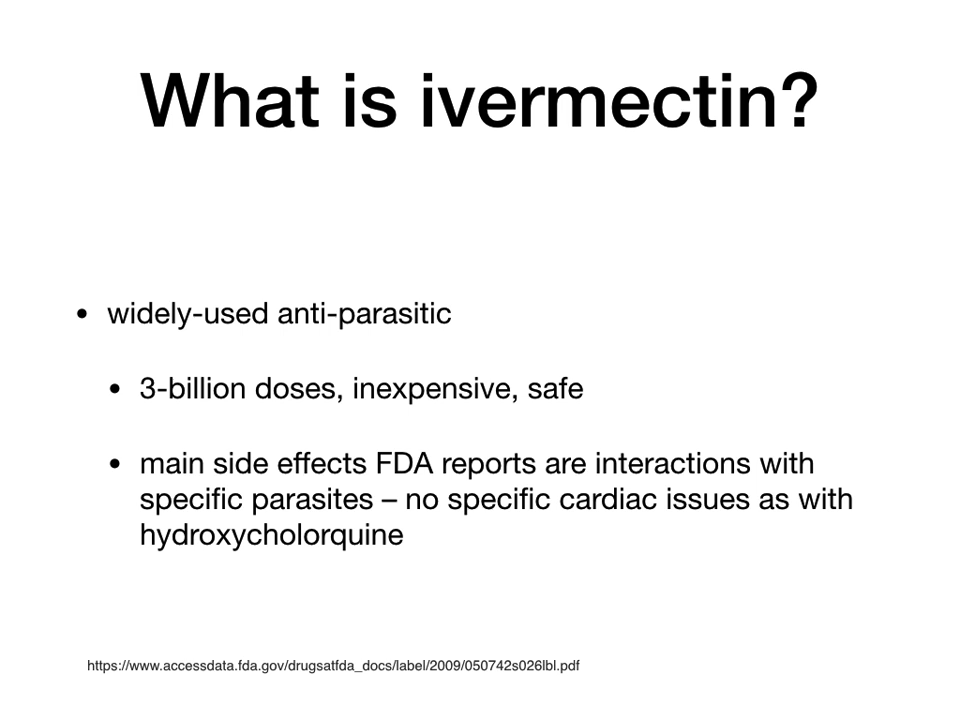 What is ivermectin?
• widely-used anti-parasitic
• 3-billion doses, inexpensive, safe
• main side effects FDA reports are interactions with
specific parasites – no specific cardiac issues as with
hydroxycholorquine
https://www.accessdata.fda.gov/drugsatfda_docs/label/2009/050742s026lbl.pdf